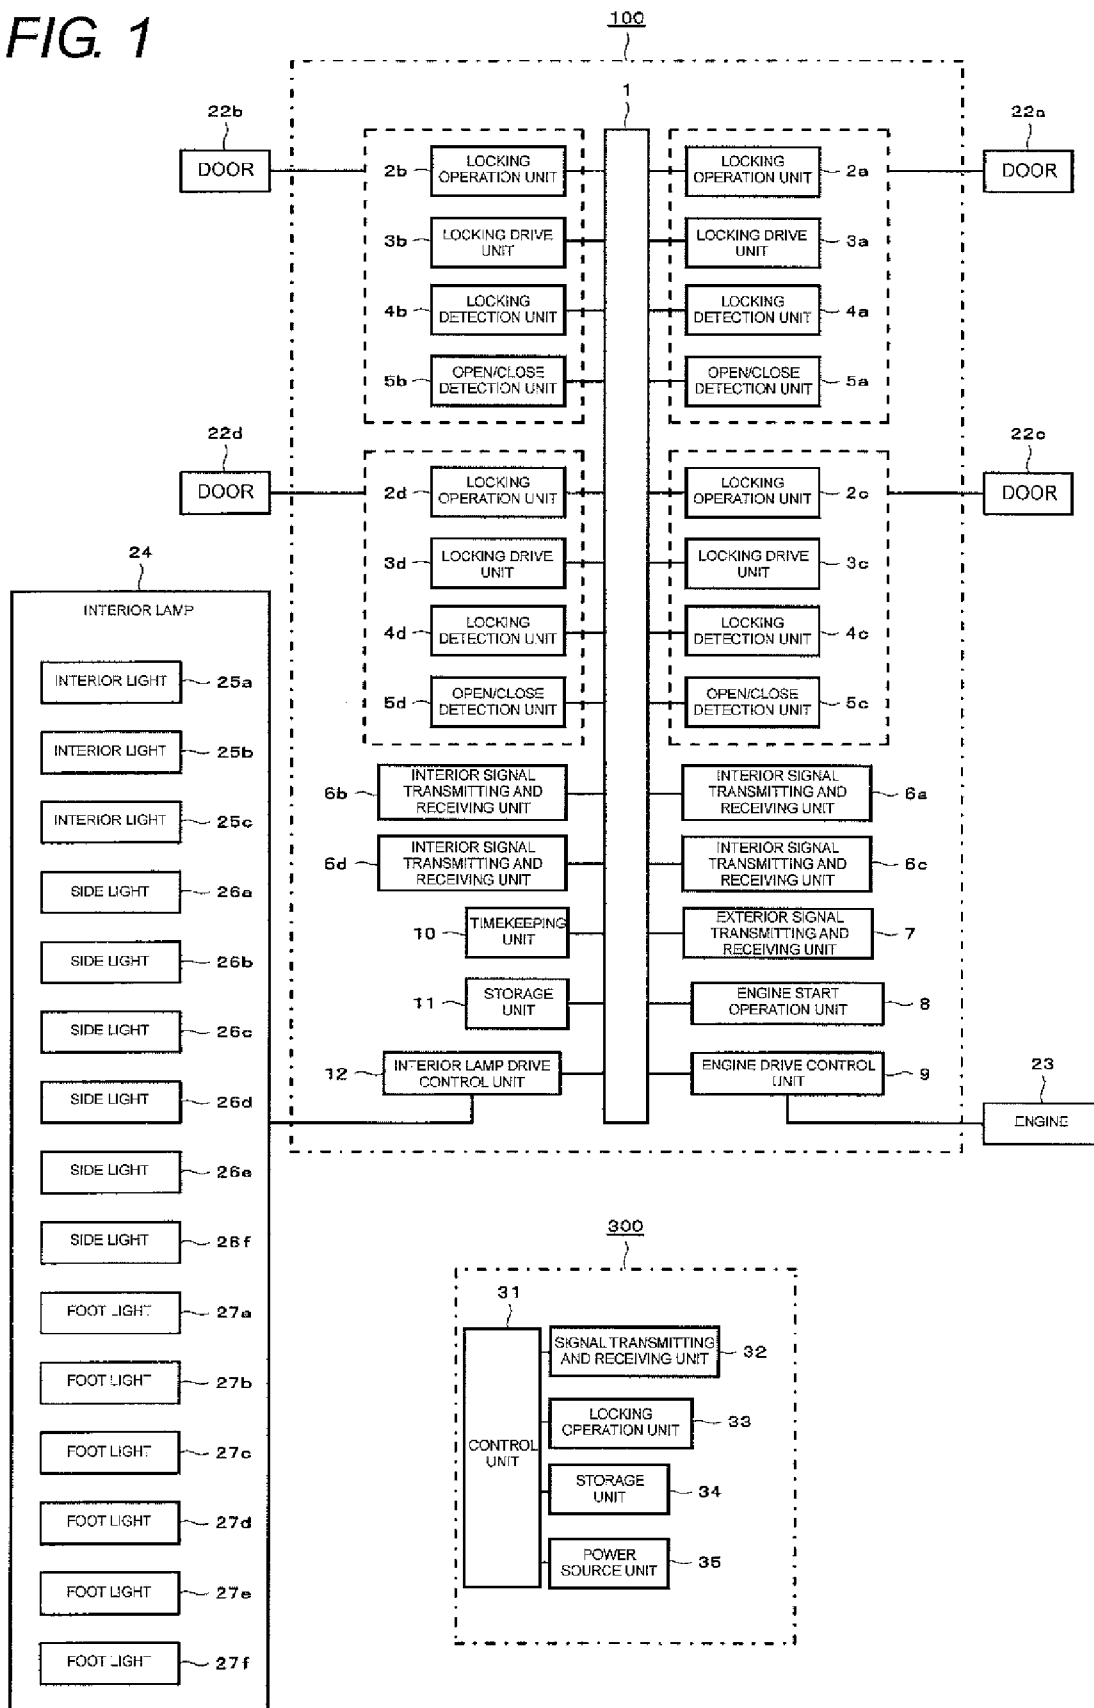 FIG. 1
100
1
22b
DOOR
22a
DOOR
2b
LOCKING
OPERATION UNIT
LOCKING
OPERATION UNIT
2a
3b
LOCKING DRIVE
UNIT
LOCKING DRIVE
UNIT
3a
4b
LOCKING
DETECTION UNIT
LOCKING
DETECTION UNIT
4a
5b
OPEN/CLOSE
DETECTION UNIT
OPEN/CLOSE
DETECTION UNIT
5a
22d
DOOR
22c
DOOR
2d
LOCKING
OPERATION UNIT
LOCKING
OPERATION UNIT
2c
3d
LOCKING DRIVE
UNIT
LOCKING DRIVE
UNIT
3c
4d
LOCKING
DETECTION UNIT
LOCKING
DETECTION UNIT
4c
5d
OPEN/CLOSE
DETECTION UNIT
OPEN/CLOSE
DETECTION UNIT
5c
6b
INTERIOR SIGNAL
TRANSMITTING AND
RECEIVING UNIT
INTERIOR SIGNAL
TRANSMITTING AND
RECEIVING UNIT
6a
6d
INTERIOR SIGNAL
TRANSMITTING AND
RECEIVING UNIT
INTERIOR SIGNAL
TRANSMITTING AND
RECEIVING UNIT
6c
10
TIMEKEEPING
UNIT
EXTERIOR SIGNAL
TRANSMITTING AND
RECEIVING UNIT
7
11
STORAGE
UNIT
ENGINE START
OPERATION UNIT
8
12
INTERIOR LAMP DRIVE
CONTROL UNIT
ENGINE DRIVE CONTROL
UNIT
9
23
ENGINE
24
INTERIOR LAMP
INTERIOR LIGHT
25a
INTERIOR LIGHT
25b
INTERIOR LIGHT
25c
SIDE LIGHT
26a
SIDE LIGHT
26b
SIDE LIGHT
26c
SIDE LIGHT
26d
SIDE LIGHT
26e
SIDE LIGHT
26f
FOOT LIGHT
27a
FOOT LIGHT
27b
FOOT LIGHT
27c
FOOT LIGHT
27d
FOOT LIGHT
27e
FOOT LIGHT
27f
300
31
CONTROL
UNIT
SIGNAL TRANSMITTING
AND RECEIVING UNIT
32
LOCKING
OPERATION UNIT
33
STORAGE
UNIT
34
POWER
SOURCE UNIT
35